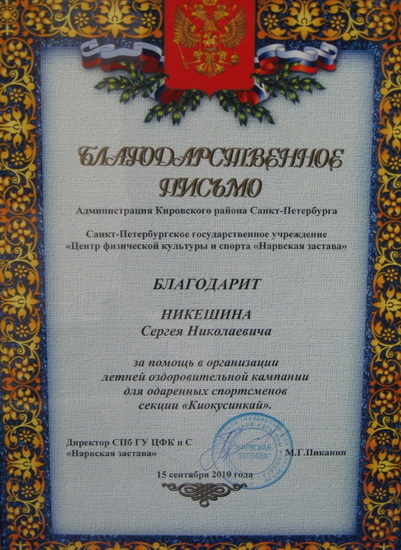 БЛАГОДАРСТВЕННОЕ
ПИСЬМО
Администрация Кировского района Санкт-Петербурга
Санкт-Петербургское государственное учреждение
«Центр физической культуры и спорта «Нарвская застава»
БЛАГОДАРИТ
НИКЕШИНА
Сергея Николаевича
за помощь в организации
летней оздоровительной кампании
для одаренных спортсменов
секции «Киокусинкай».
Директор СПб ГУ ЦФК и С
«Нарвская застава»
М.Г.Пиканин
"НАРВСКАЯ
ЗАСТАВА"
15 сентября 2010 года